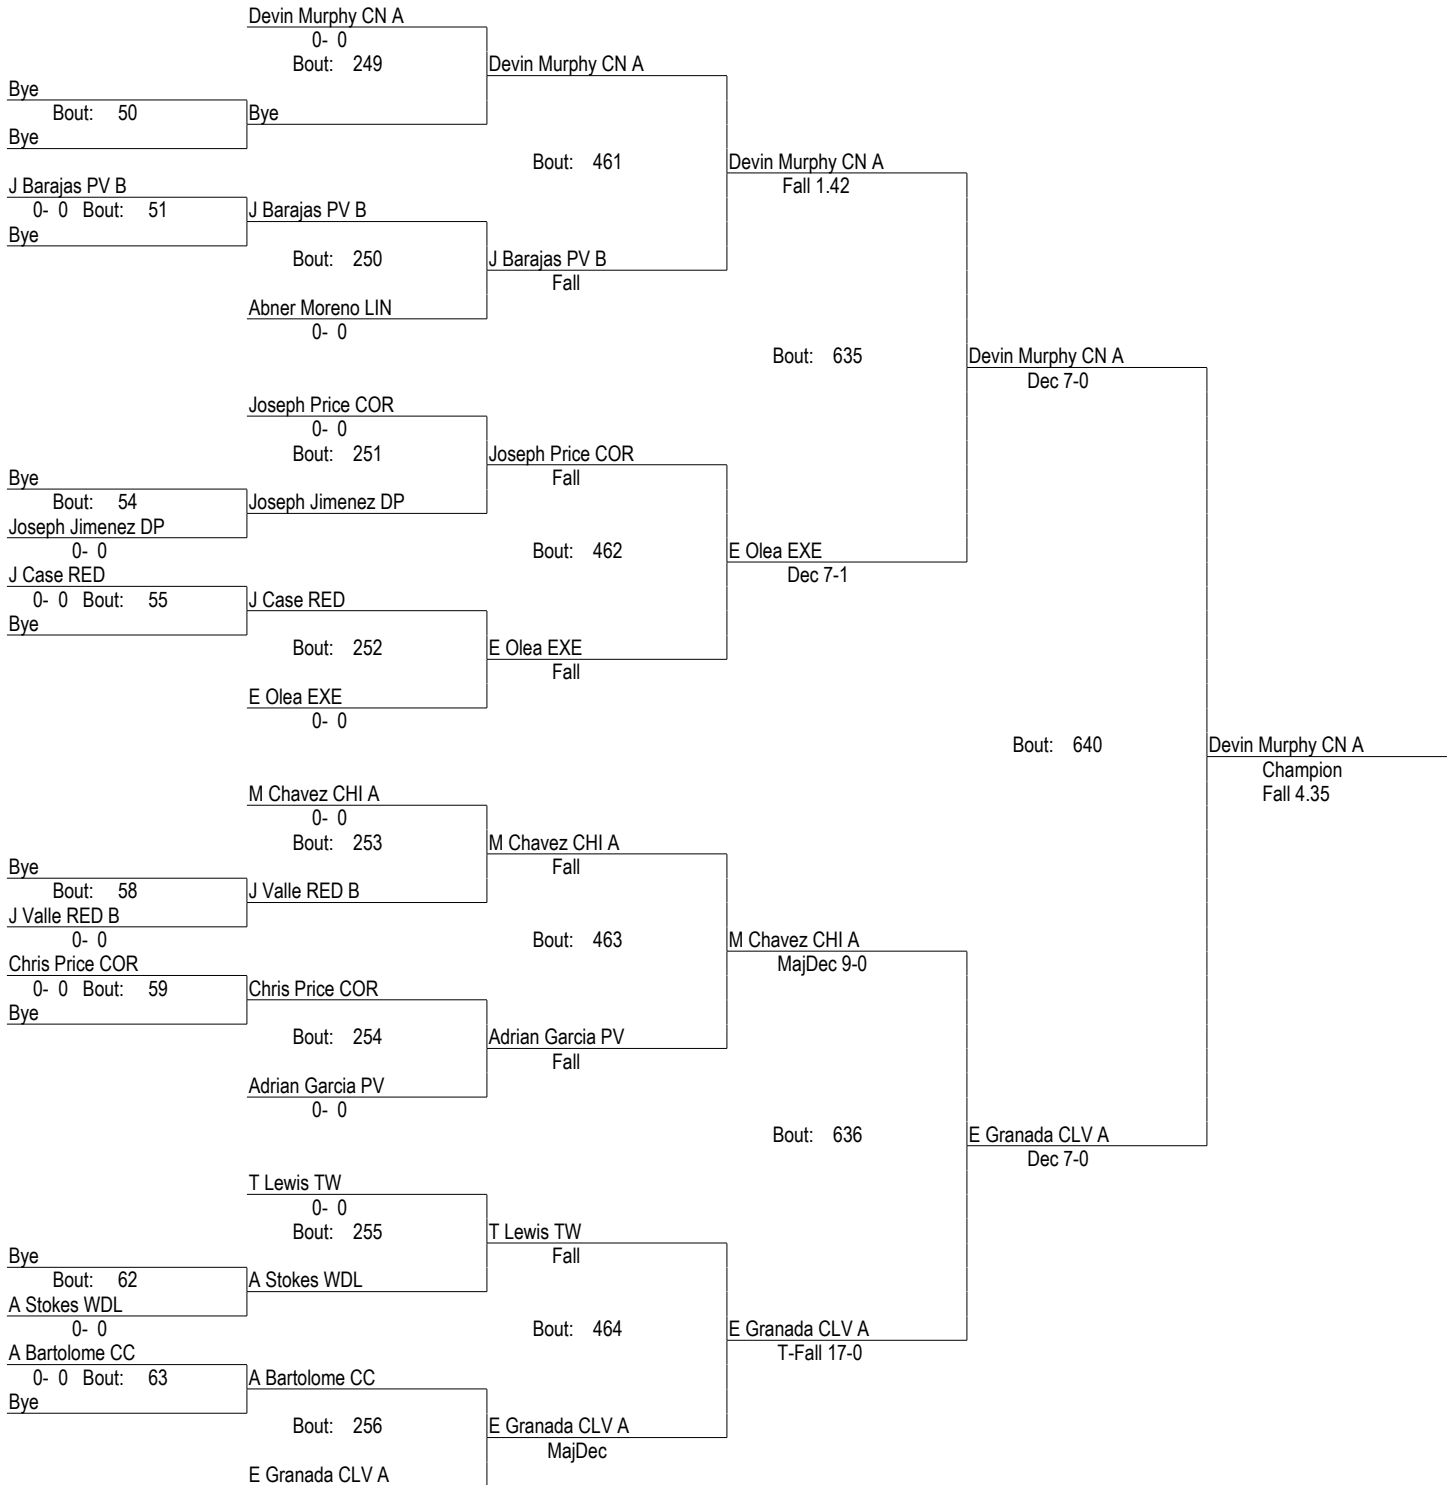 Devin Murphy CN A
0- 0
Bout: 249
Devin Murphy CN A
Bye
Bout: 50
Bye
Bye
Bout: 461
Devin Murphy CN A
Fall 1.42
J Barajas PV B
0- 0 Bout: 51
J Barajas PV B
Bye
Bout: 250
J Barajas PV B
Fall
Abner Moreno LIN
0- 0
Bout: 635
Devin Murphy CN A
Dec 7-0
Joseph Price COR
0- 0
Bout: 251
Joseph Price COR
Fall
Bye
Bout: 54
Joseph Jimenez DP
Joseph Jimenez DP
0- 0
Bout: 462
E Olea EXE
Dec 7-1
J Case RED
0- 0 Bout: 55
J Case RED
Bye
Bout: 252
E Olea EXE
Fall
E Olea EXE
0- 0
Bout: 640
Devin Murphy CN A
Champion
Fall 4.35
M Chavez CHI A
0- 0
Bout: 253
M Chavez CHI A
Fall
Bye
Bout: 58
J Valle RED B
J Valle RED B
0- 0
Bout: 463
M Chavez CHI A
MajDec 9-0
Chris Price COR
0- 0 Bout: 59
Chris Price COR
Bye
Bout: 254
Adrian Garcia PV
Fall
Adrian Garcia PV
0- 0
Bout: 636
E Granada CLV A
Dec 7-0
T Lewis TW
0- 0
Bout: 255
T Lewis TW
Fall
Bye
Bout: 62
A Stokes WDL
A Stokes WDL
0- 0
Bout: 464
E Granada CLV A
T-Fall 17-0
A Bartolome CC
0- 0 Bout: 63
A Bartolome CC
Bye
Bout: 256
E Granada CLV A
MajDec
E Granada CLV A